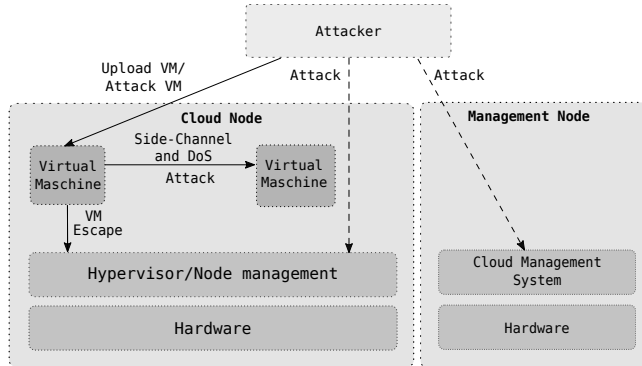 Attacker
Upload VM/
Attack VM
Attack
Attack
Cloud Node
Management Node
Side-Channel
and DoS
Attack
Virtual
Maschine
Virtual
Maschine
VM
Escape
Hypervisor/Node management
Cloud Management
System
Hardware
Hardware